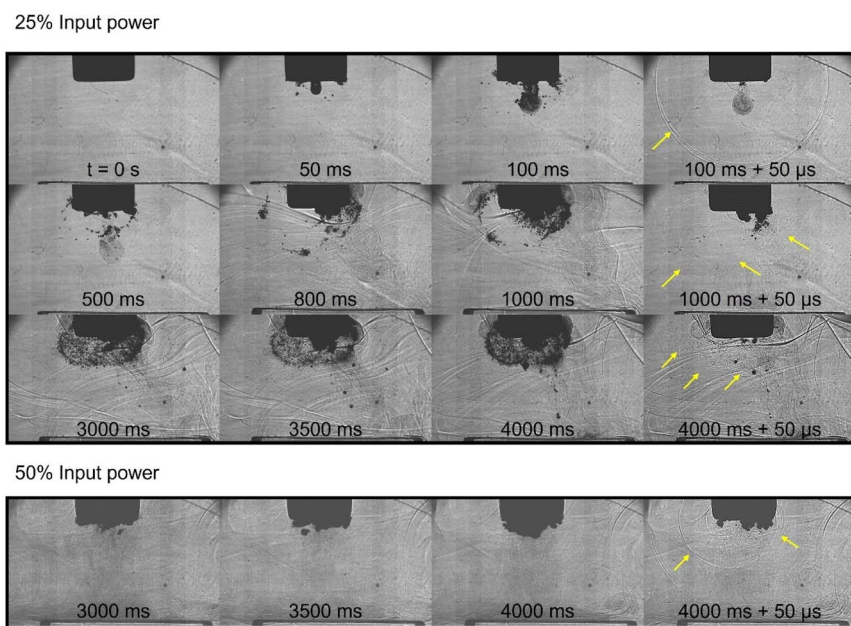 25% Input power
t = 0 s
50 ms
100 ms
100 ms + 50 µs
500 ms
800 ms
1000 ms
1000 ms + 50 µs
3000 ms
3500 ms
4000 ms
4000 ms + 50 µs
50% Input power
3000 ms
3500 ms
4000 ms
4000 ms + 50 µs